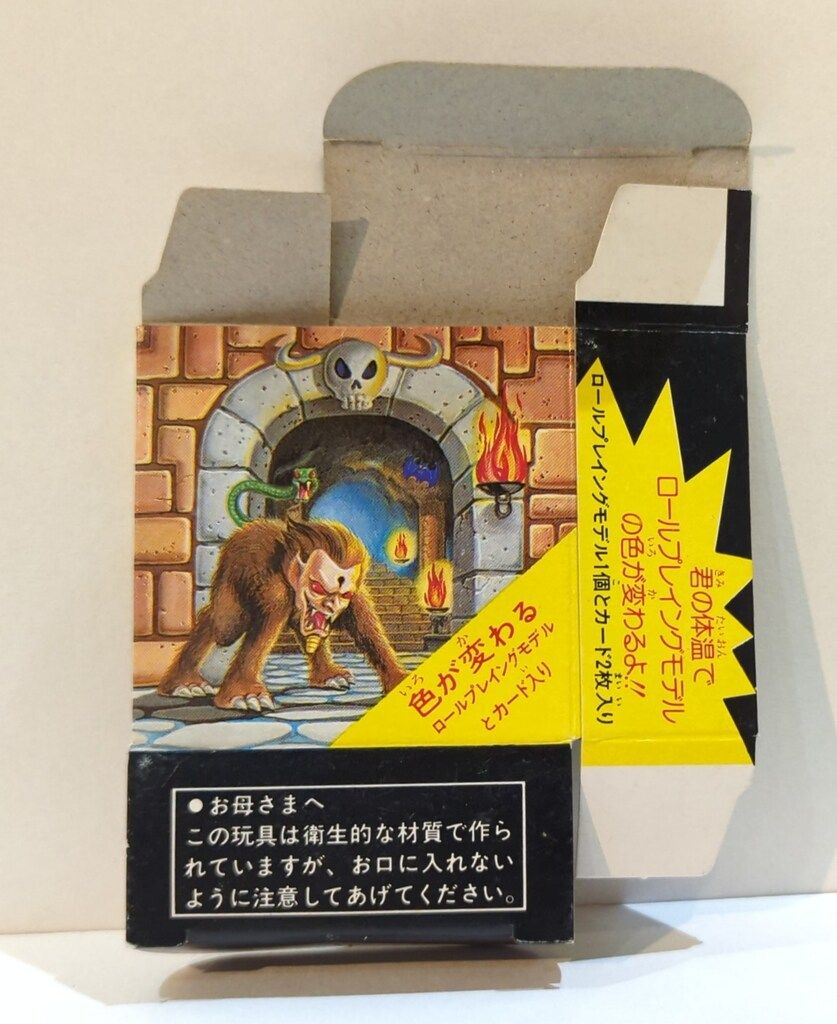 色が変わる
ロールプレイングモデル
とカード入り
●お母さまへ
この玩具は衛生的な材質で作ら
れていますが、お口に入れない
ように注意してあげてください。
君の体温で
ロールプレイングモデル
の色が変わるよ!!
ロールプレイングモデル1個とカード2枚入り